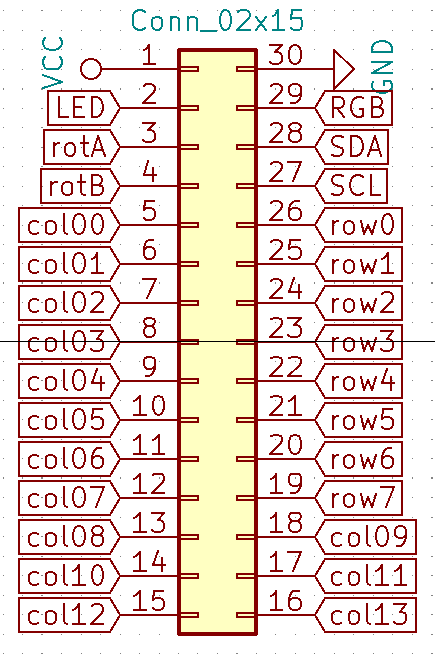 Conn_02x15
VCC 1 30 GND
LED 2 29 RGB
rotA 3 28 SDA
rotB 4 27 SCL
col00 5 26 row0
col01 6 25 row1
col02 7 24 row2
col03 8 23 row3
col04 9 22 row4
col05 10 21 row5
col06 11 20 row6
col07 12 19 row7
col08 13 18 col09
col10 14 17 col11
col12 15 16 col13